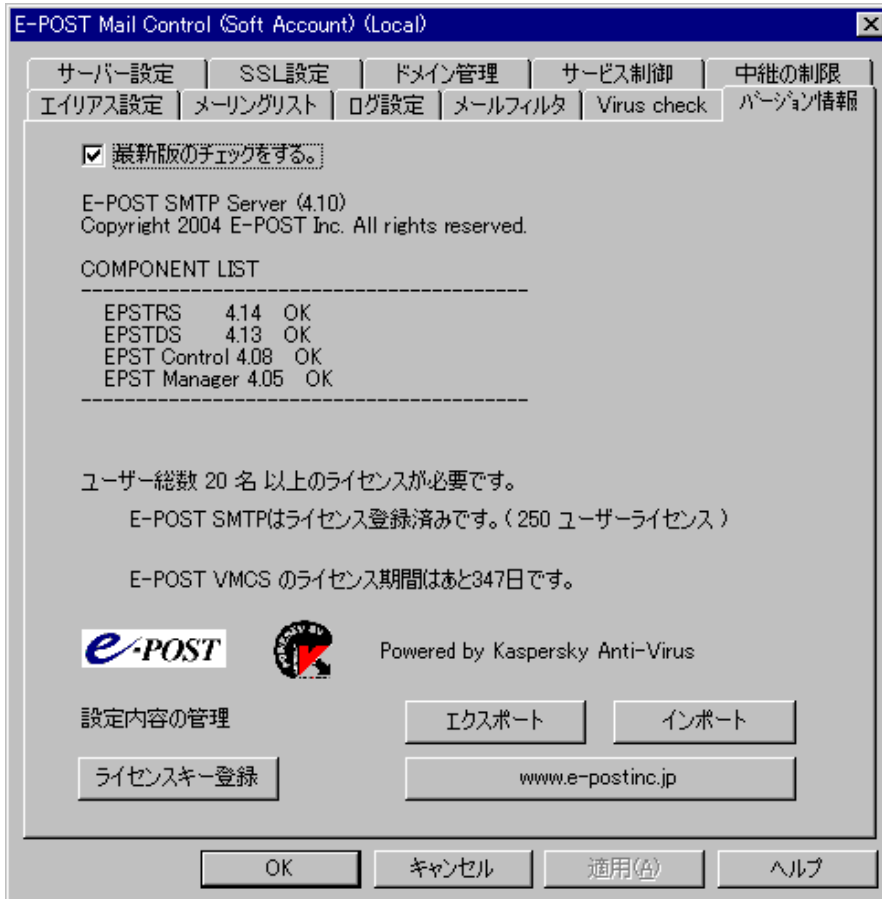 E-POST Mail Control (Soft Account) (Local)
サーバー設定 SSL設定 ドメイン管理 サービス制御 中継の制限
エイリアス設定 メーリングリスト ログ設定 メールフィルタ Virus check バージョン情報
最新版のチェックをする。
E-POST SMTP Server (4.10)
Copyright 2004 E-POST Inc. All rights reserved.
COMPONENT LIST
----------------------------------------
EPSTRS 4.14 OK
EPSTDS 4.13 OK
EPST Control 4.08 OK
EPST Manager 4.05 OK
----------------------------------------
ユーザー総数 20 名 以上のライセンスが必要です。
E-POST SMTPはライセンス登録済みです。( 250 ユーザーライセンス )
E-POST VMCS のライセンス期間はあと347日です。
e-POST POWERED BY K Powered by Kaspersky Anti-Virus
設定内容の管理 エクスポート インポート
ライセンスキー登録 www.e-postinc.jp
OK キャンセル 適用(A) ヘルプ